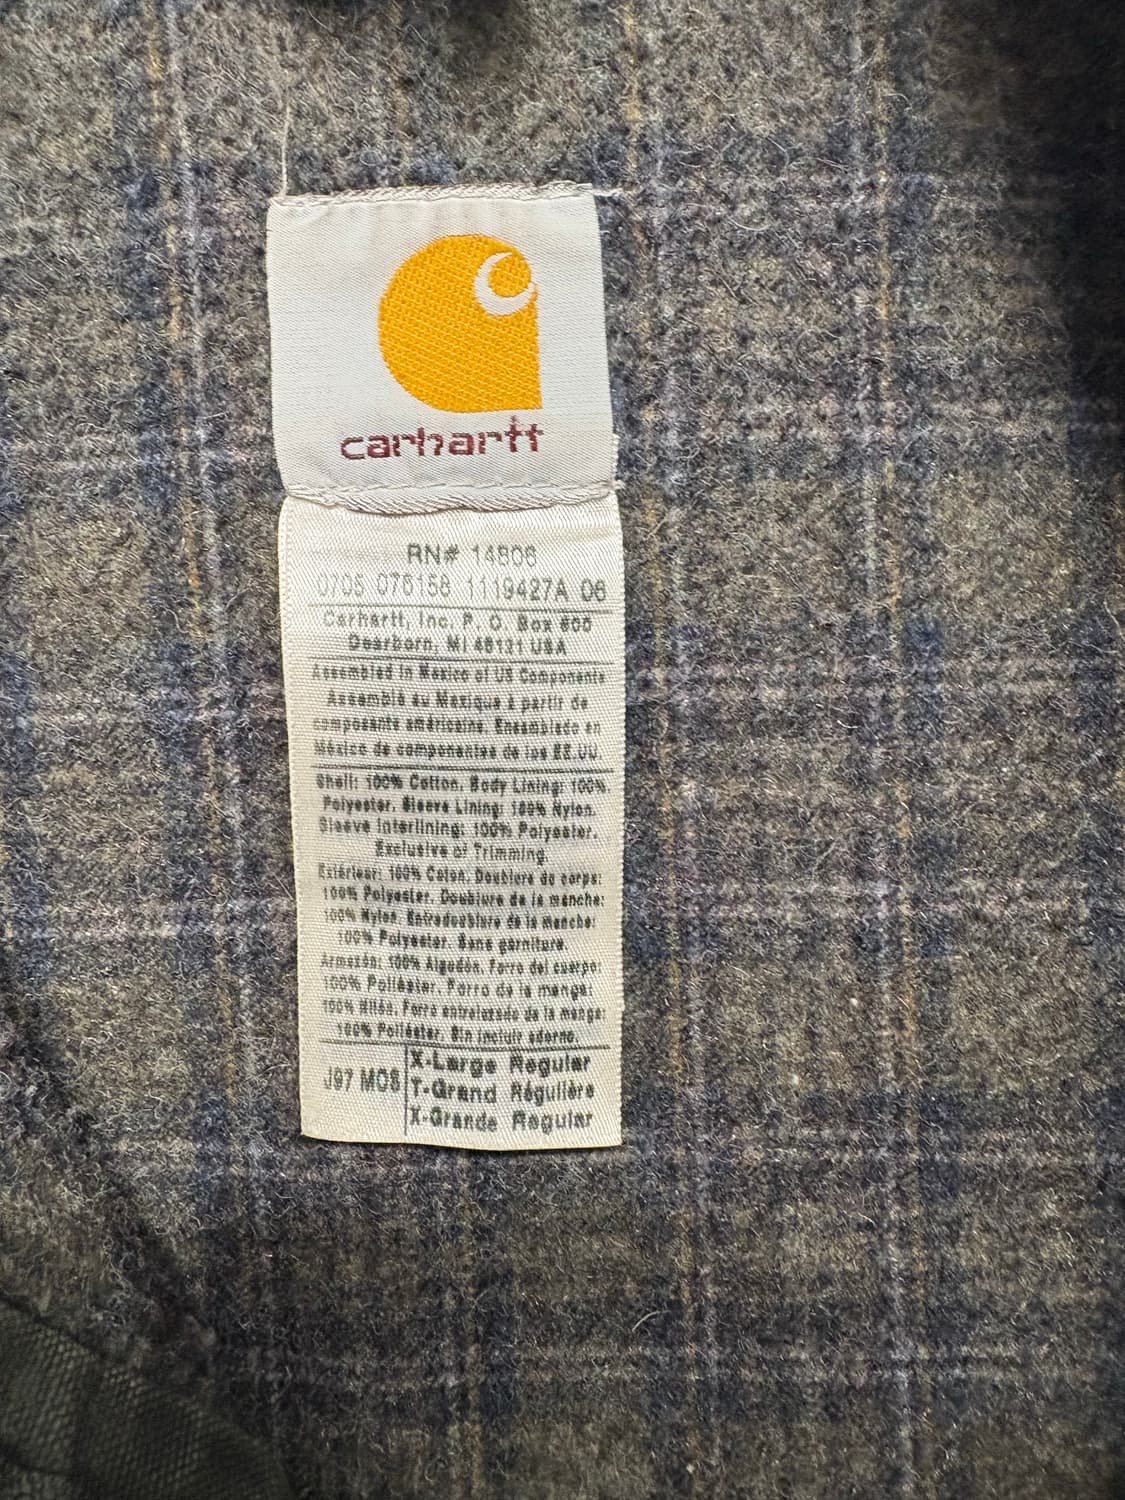 carhartt
RN# 14806
0705 076158 1119427A 06
Carhartt, Inc. P. O. Box 600
Dearborn, MI 48121 USA
Assembled in Mexico of US Components
Assemblé au Mexique à partir de
composants américains. Ensamblado en
México de componentes de los EE.UU.
Shell: 100% Cotton. Body Lining: 100%
Polyester. Sleeve Lining: 100% Nylon.
Sleeve Interlining: 100% Polyester.
Exclusive of Trimming.
Extérieur: 100% Coton. Doublure de corps:
100% Polyester. Doublure de la manche:
100% Nylon. Entredoublure de la manche:
100% Polyester. Sans garniture.
Armazón: 100% Algodón. Forro del cuerpo:
100% Poliéster. Forro de la manga:
100% Nilón. Forro entrelazado de la manga:
100% Poliéster. Sin incluir adorno.
J97 MOS
X-Large Regular
T-Grand Régulière
X-Grande Regular